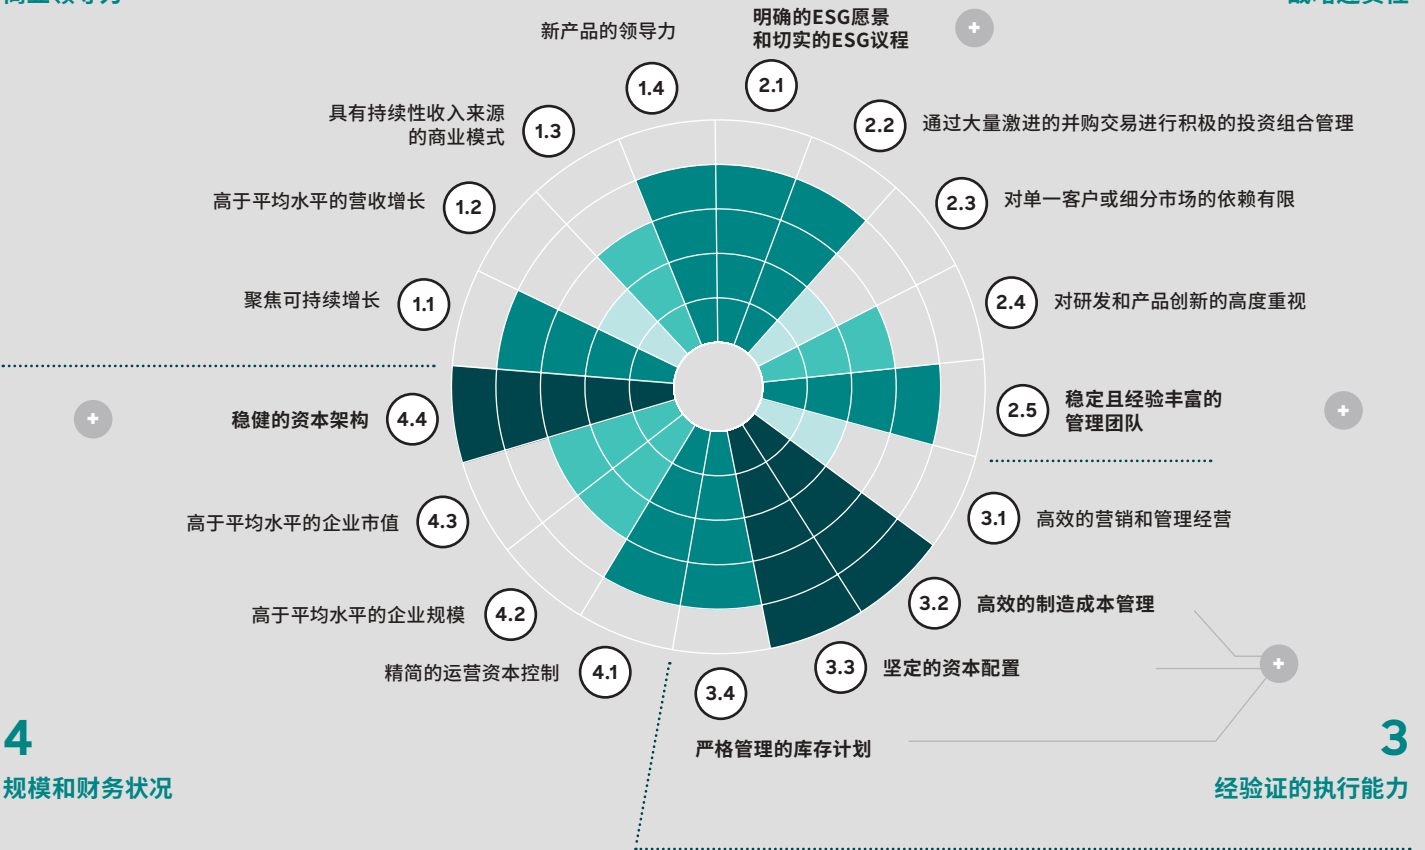 新产品的领导力
明确的ESG愿景
和切实的ESG议程
1.4
2.1
具有持续性收入来源
的商业模式
1.3
2.2
通过大量激进的并购交易进行积极的投资组合管理
高于平均水平的营收增长
1.2
2.3
对单一客户或细分市场的依赖有限
聚焦可持续增长
1.1
2.4
对研发和产品创新的高度重视
稳健的资本架构
4.4
2.5
稳定且经验丰富的
管理团队
高于平均水平的企业市值
4.3
3.1
高效的营销和管理经营
高于平均水平的企业规模
4.2
3.2
高效的制造成本管理
精简的运营资本控制
4.1
3.4
3.3
坚定的资本配置
严格管理的库存计划
4
规模和财务状况
3
经验证的执行能力